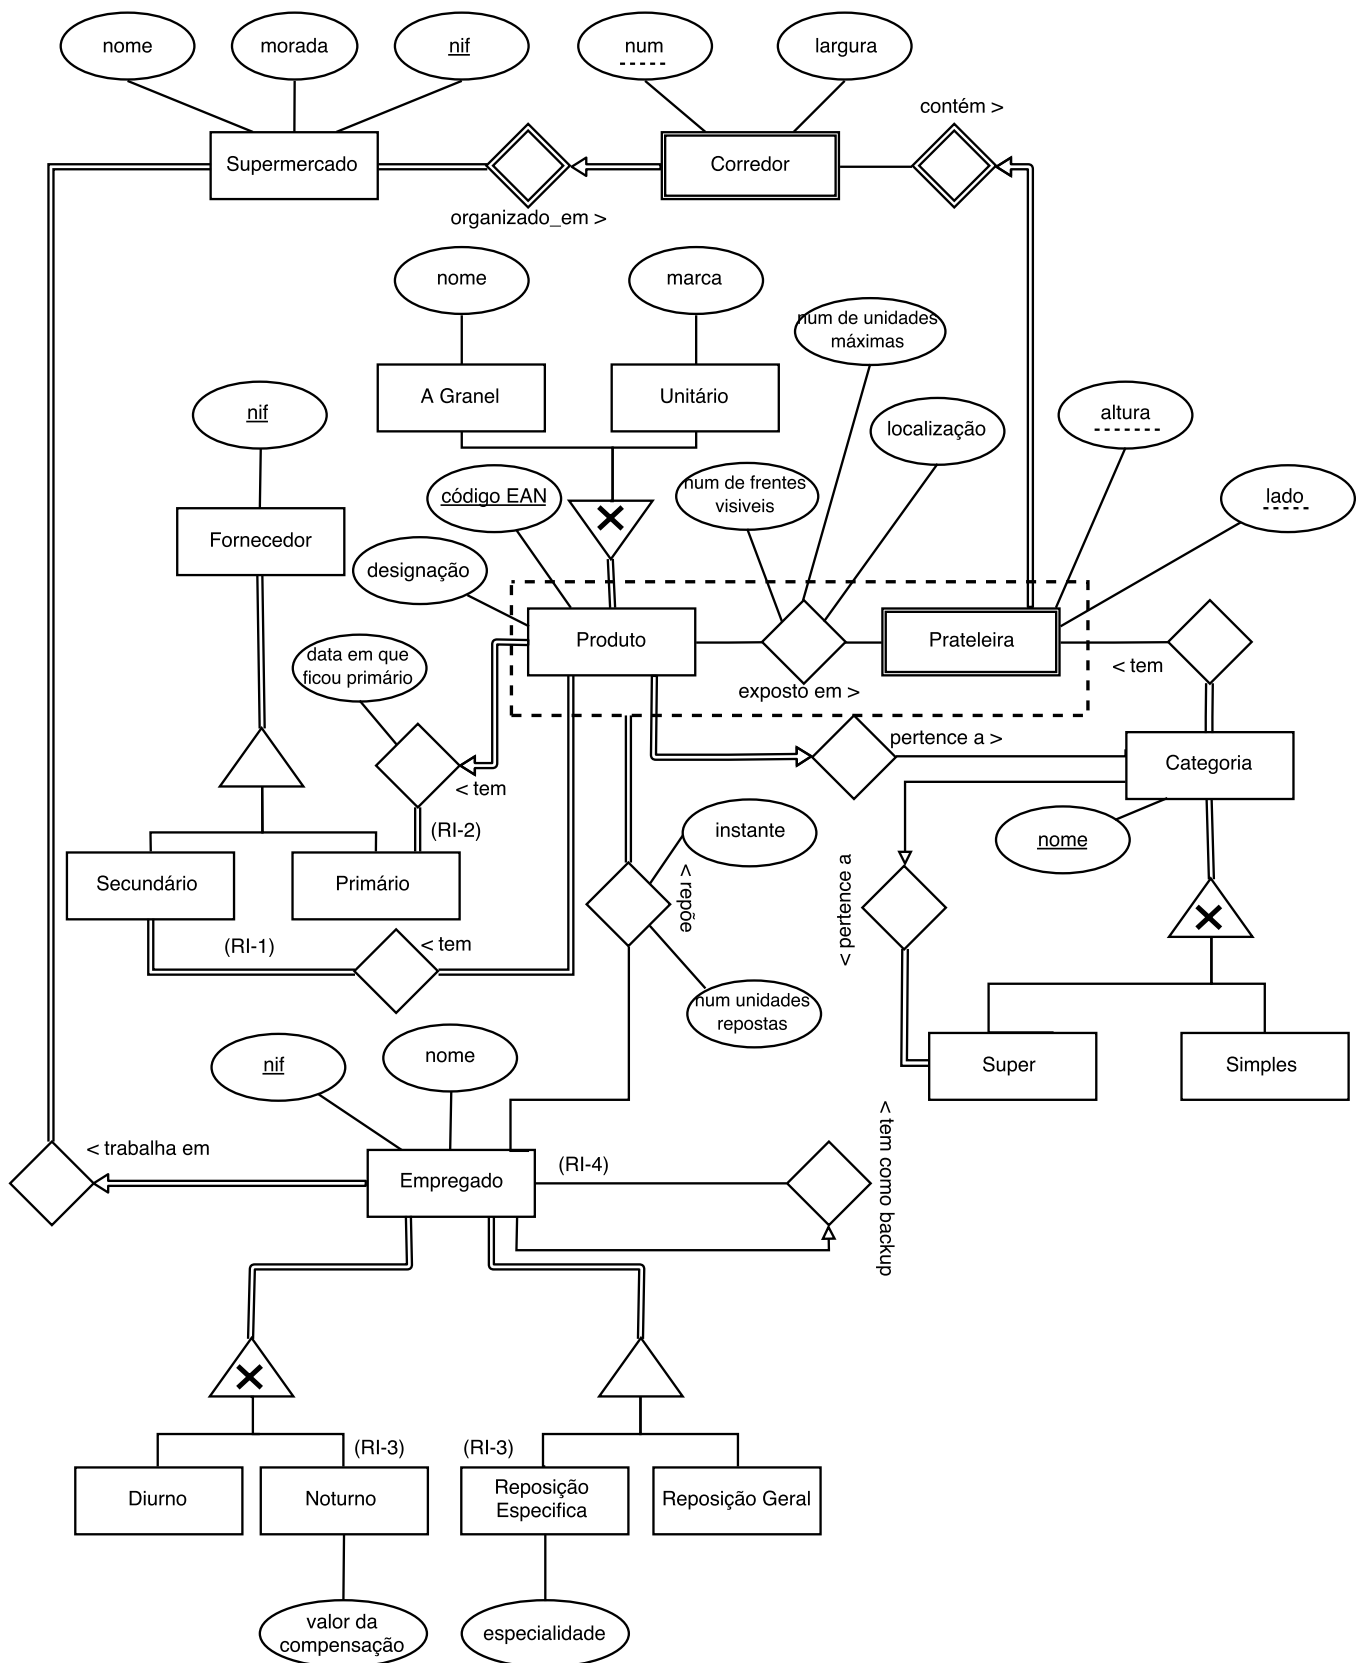 nome
morada
nif
num
largura
contém >
Supermercado
Corredor
organizado_em >
nome
marca
num de unidades
máximas
A Granel
Unitário
nif
altura
localização
código EAN
num de frentes
visiveis
lado
Fornecedor
designação
Produto
Prateleira
data em que
ficou primário
< tem
exposto em >
pertence a >
Categoria
< tem
(RI-2)
instante
nome
Secundário
Primário
< repõe
< pertence a
(RI-1)
< tem
num unidades
repostas
nif
nome
Super
Simples
< trabalha em
(RI-4)
Empregado
< tem como backup
(RI-3)
(RI-3)
Diurno
Noturno
Reposição
Especifica
Reposição Geral
valor da
compensação
especialidade